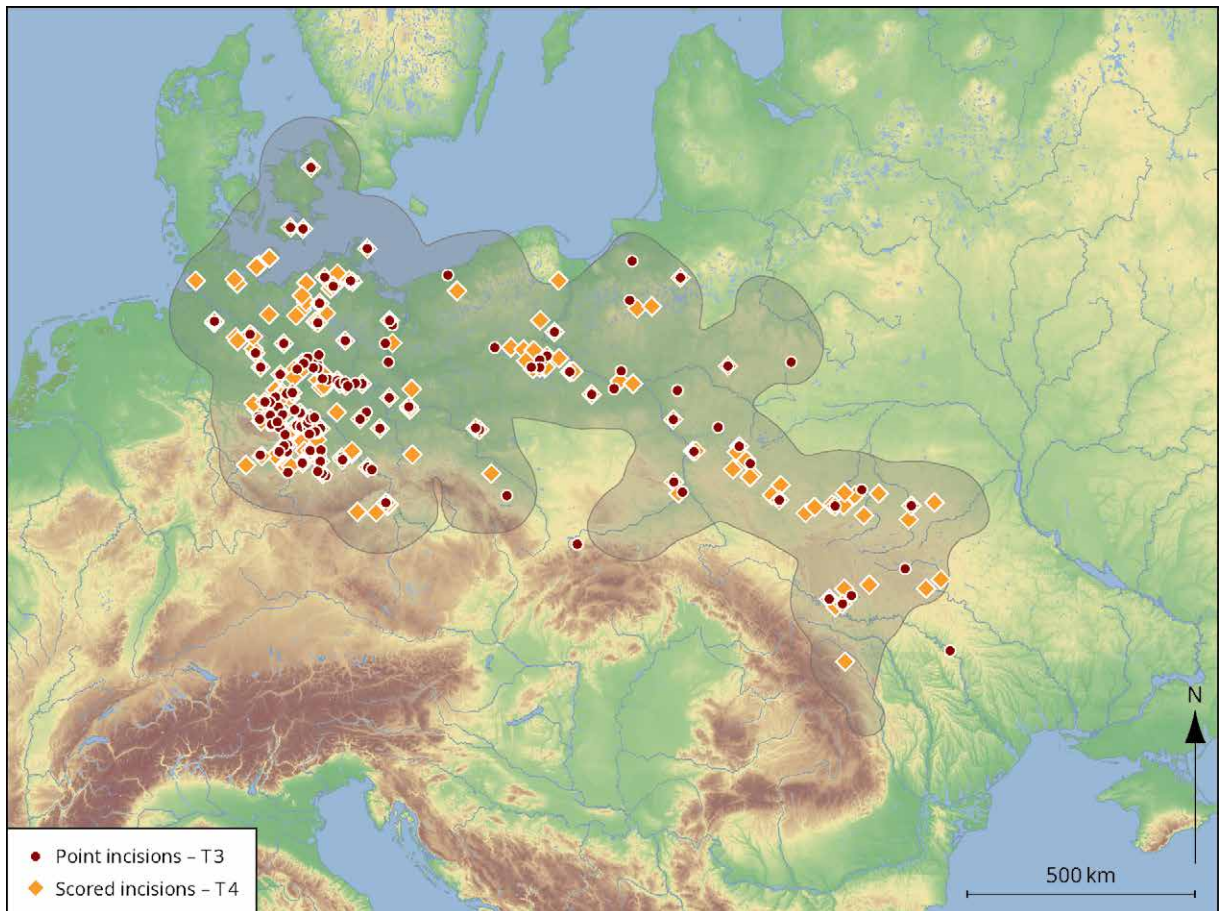 N
500 km
Point incisions – T3
Scored incisions – T4